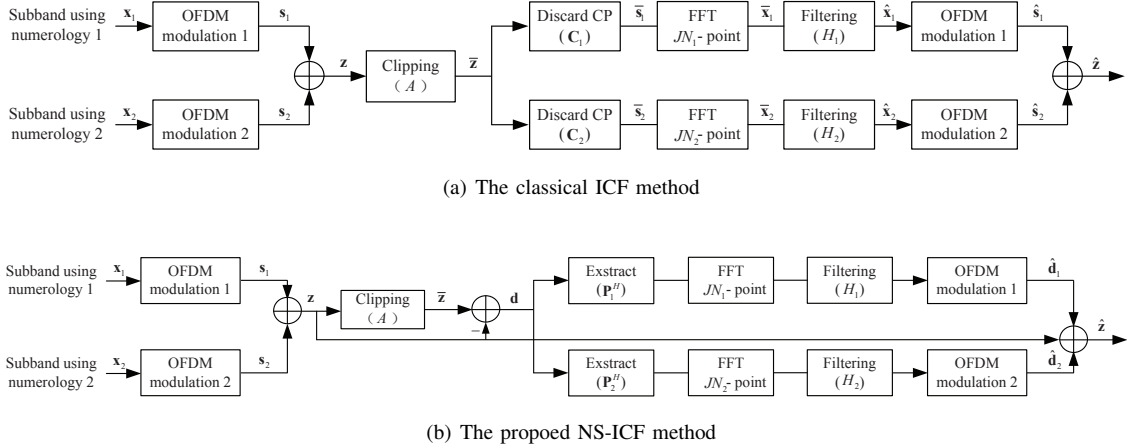 Subband using
numerology 1
x₁
OFDM
modulation 1
s₁
Subband using
numerology 2
x₂
OFDM
modulation 2
s₂
z
Clipping
(A)
z̄
Discard CP
(C₁)
s̄₁
FFT
JN₁- point
x̄₁
Filtering
(H₁)
x̂₁
OFDM
modulation 1
ŝ₁
Discard CP
(C₂)
s̄₂
FFT
JN₂- point
x̄₂
Filtering
(H₂)
x̂₂
OFDM
modulation 2
ŝ₂
ẑ
(a) The classical ICF method
Subband using
numerology 1
x₁
OFDM
modulation 1
s₁
Subband using
numerology 2
x₂
OFDM
modulation 2
s₂
z
Clipping
(A)
z̄
−
d
Exstract
(P₁ᴴ)
FFT
JN₁- point
Filtering
(H₁)
OFDM
modulation 1
d̂₁
Exstract
(P₂ᴴ)
FFT
JN₂- point
Filtering
(H₂)
OFDM
modulation 2
d̂₂
ẑ
(b) The propoed NS-ICF method